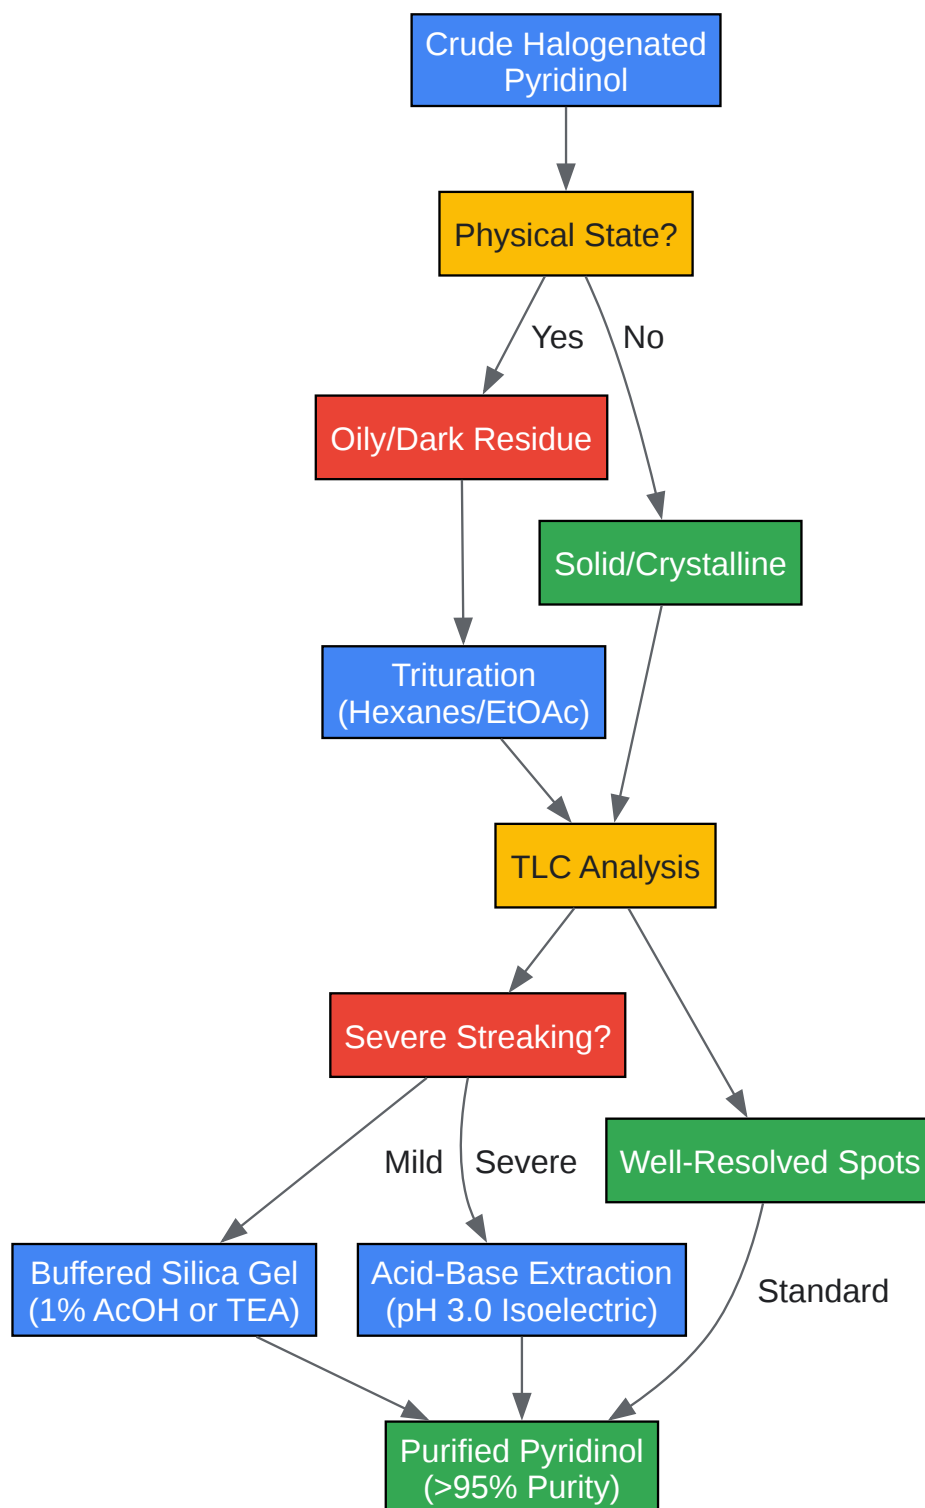 Crude Halogenated
Pyridinol
Physical State?
Yes
No
Oily/Dark Residue
Solid/Crystalline
Trituration
(Hexanes/EtOAc)
TLC Analysis
Severe Streaking?
Mild
Severe
Well-Resolved Spots
Buffered Silica Gel
(1% AcOH or TEA)
Acid-Base Extraction
(pH 3.0 Isoelectric)
Standard
Purified Pyridinol
(>95% Purity)